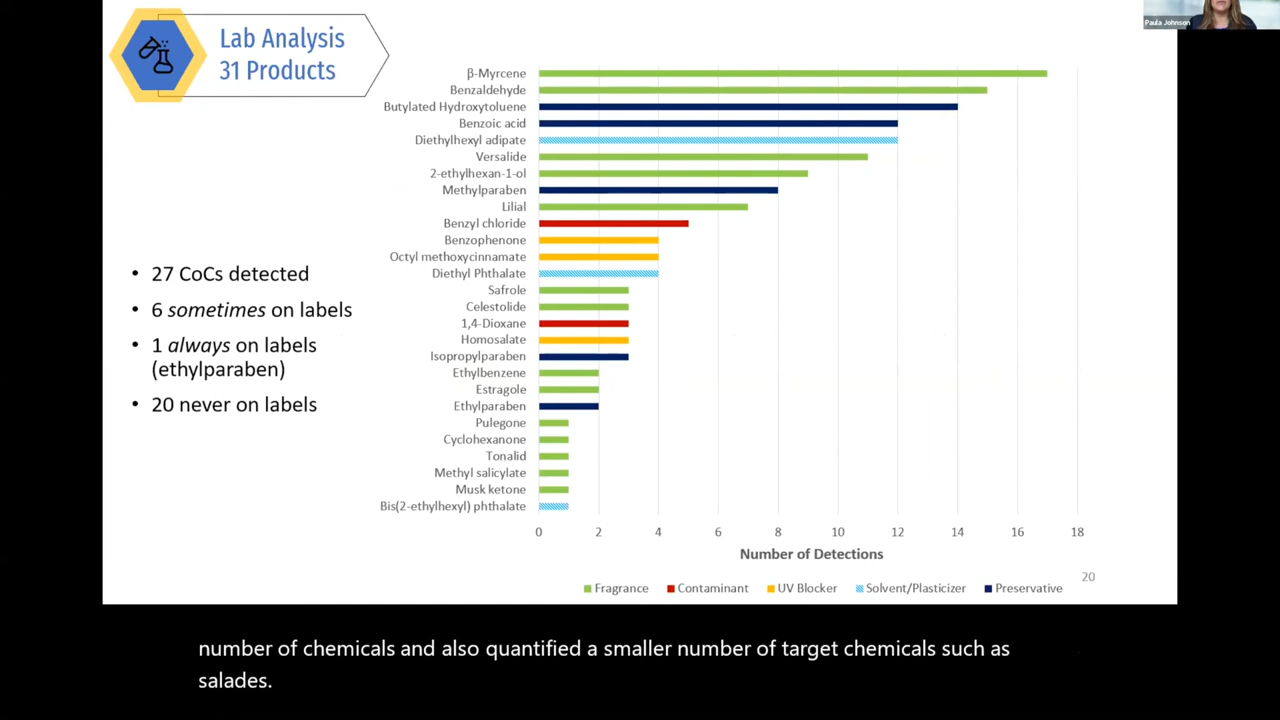 Paula Johnson
Lab Analysis
31 Products
• 27 CoCs detected
• 6 sometimes on labels
• 1 always on labels
(ethylparaben)
• 20 never on labels
β-Myrcene
Benzaldehyde
Butylated Hydroxytoluene
Benzoic acid
Diethylhexyl adipate
Versalide
2-ethylhexan-1-ol
Methylparaben
Lilial
Benzyl chloride
Benzophenone
Octyl methoxycinnamate
Diethyl Phthalate
Safrole
Celestolide
1,4-Dioxane
Homosalate
Isopropylparaben
Ethylbenzene
Estragole
Ethylparaben
Pulegone
Cyclohexanone
Tonalid
Methyl salicylate
Musk ketone
Bis(2-ethylhexyl) phthalate
0 2 4 6 8 10 12 14 16 18
Number of Detections
20
Fragrance Contaminant UV Blocker Solvent/Plasticizer Preservative
number of chemicals and also quantified a smaller number of target chemicals such as
salades.